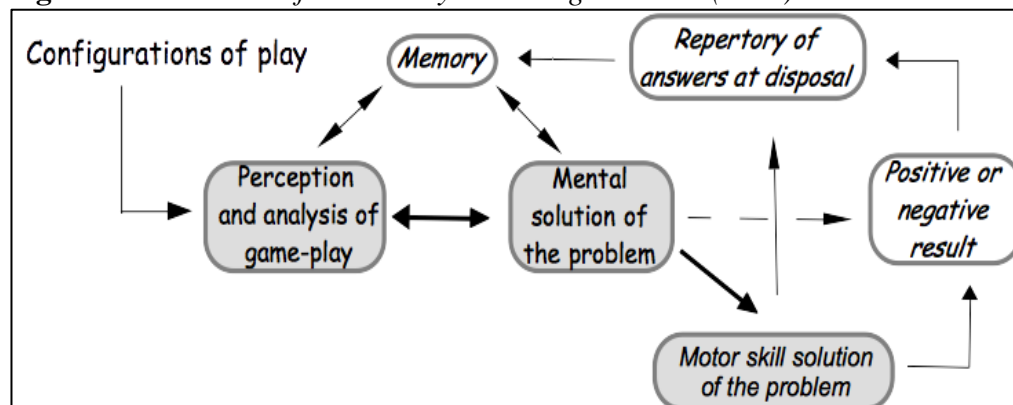 Configurations of play
Memory
Repertory of
answers at disposal
Perception
and analysis of
game-play
Mental
solution of
the problem
Positive or
negative
result
Motor skill solution
of the problem